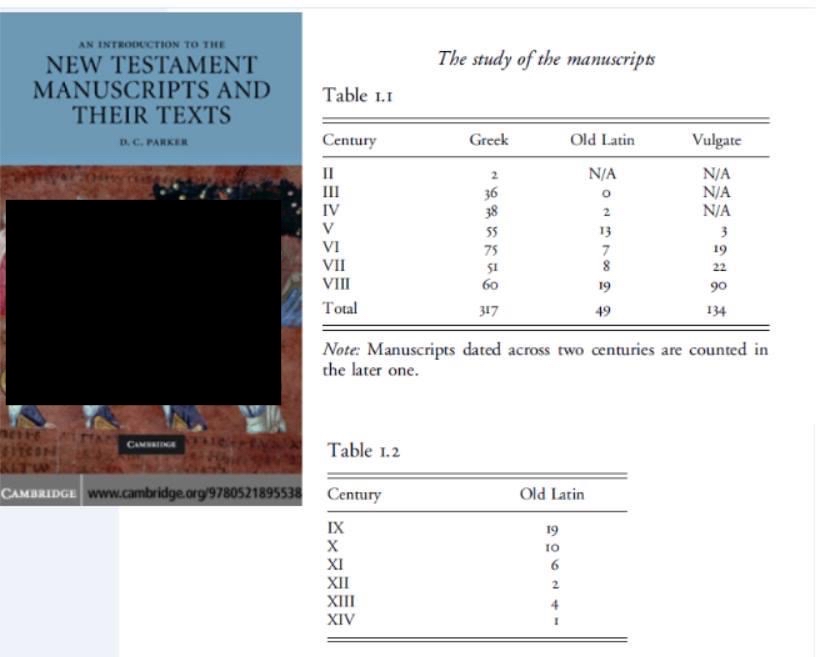 AN INTRODUCTION TO THE
NEW TESTAMENT
MANUSCRIPTS AND
THEIR TEXTS
D. C. PARKER
CAMBRIDGE
CAMBRIDGE www.cambridge.org/9780521895538
The study of the manuscripts
Table 1.1
Century Greek Old Latin Vulgate
II 2 N/A N/A
III 36 0 N/A
IV 38 2 N/A
V 55 13 3
VI 75 7 19
VII 51 8 22
VIII 60 19 90
Total 317 49 134
Note: Manuscripts dated across two centuries are counted in
the later one.
Table 1.2
Century Old Latin
IX 19
X 10
XI 6
XII 2
XIII 4
XIV 1